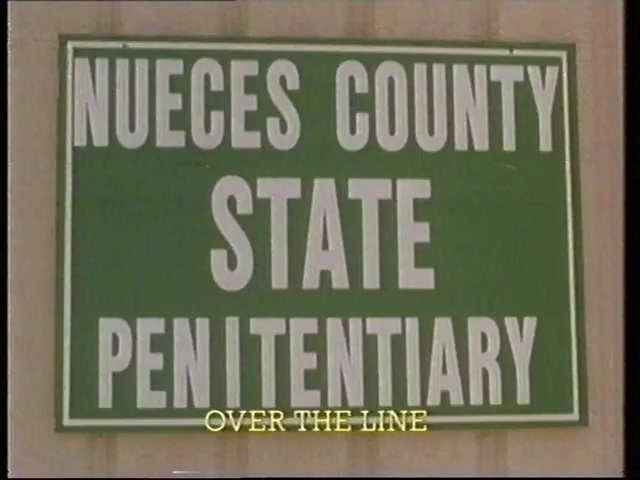 NUECES COUNTY
STATE
PENITENTIARY
OVER THE LINE